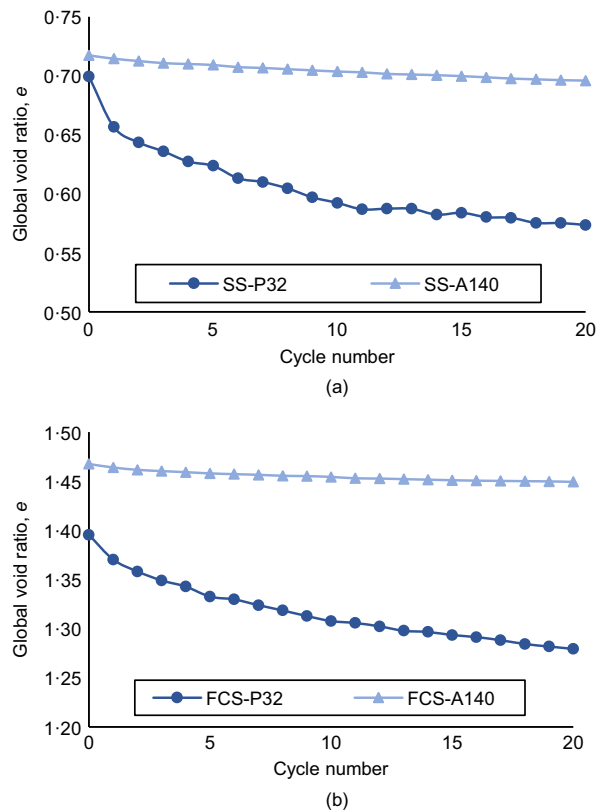 0·75
0·70
0·65
0·60
0·55
0·50
Global void ratio, e
SS-P32 SS-A140
0 5 10 15 20
Cycle number
(a)
1·50
1·45
1·40
1·35
1·30
1·25
1·20
Global void ratio, e
FCS-P32 FCS-A140
0 5 10 15 20
Cycle number
(b)